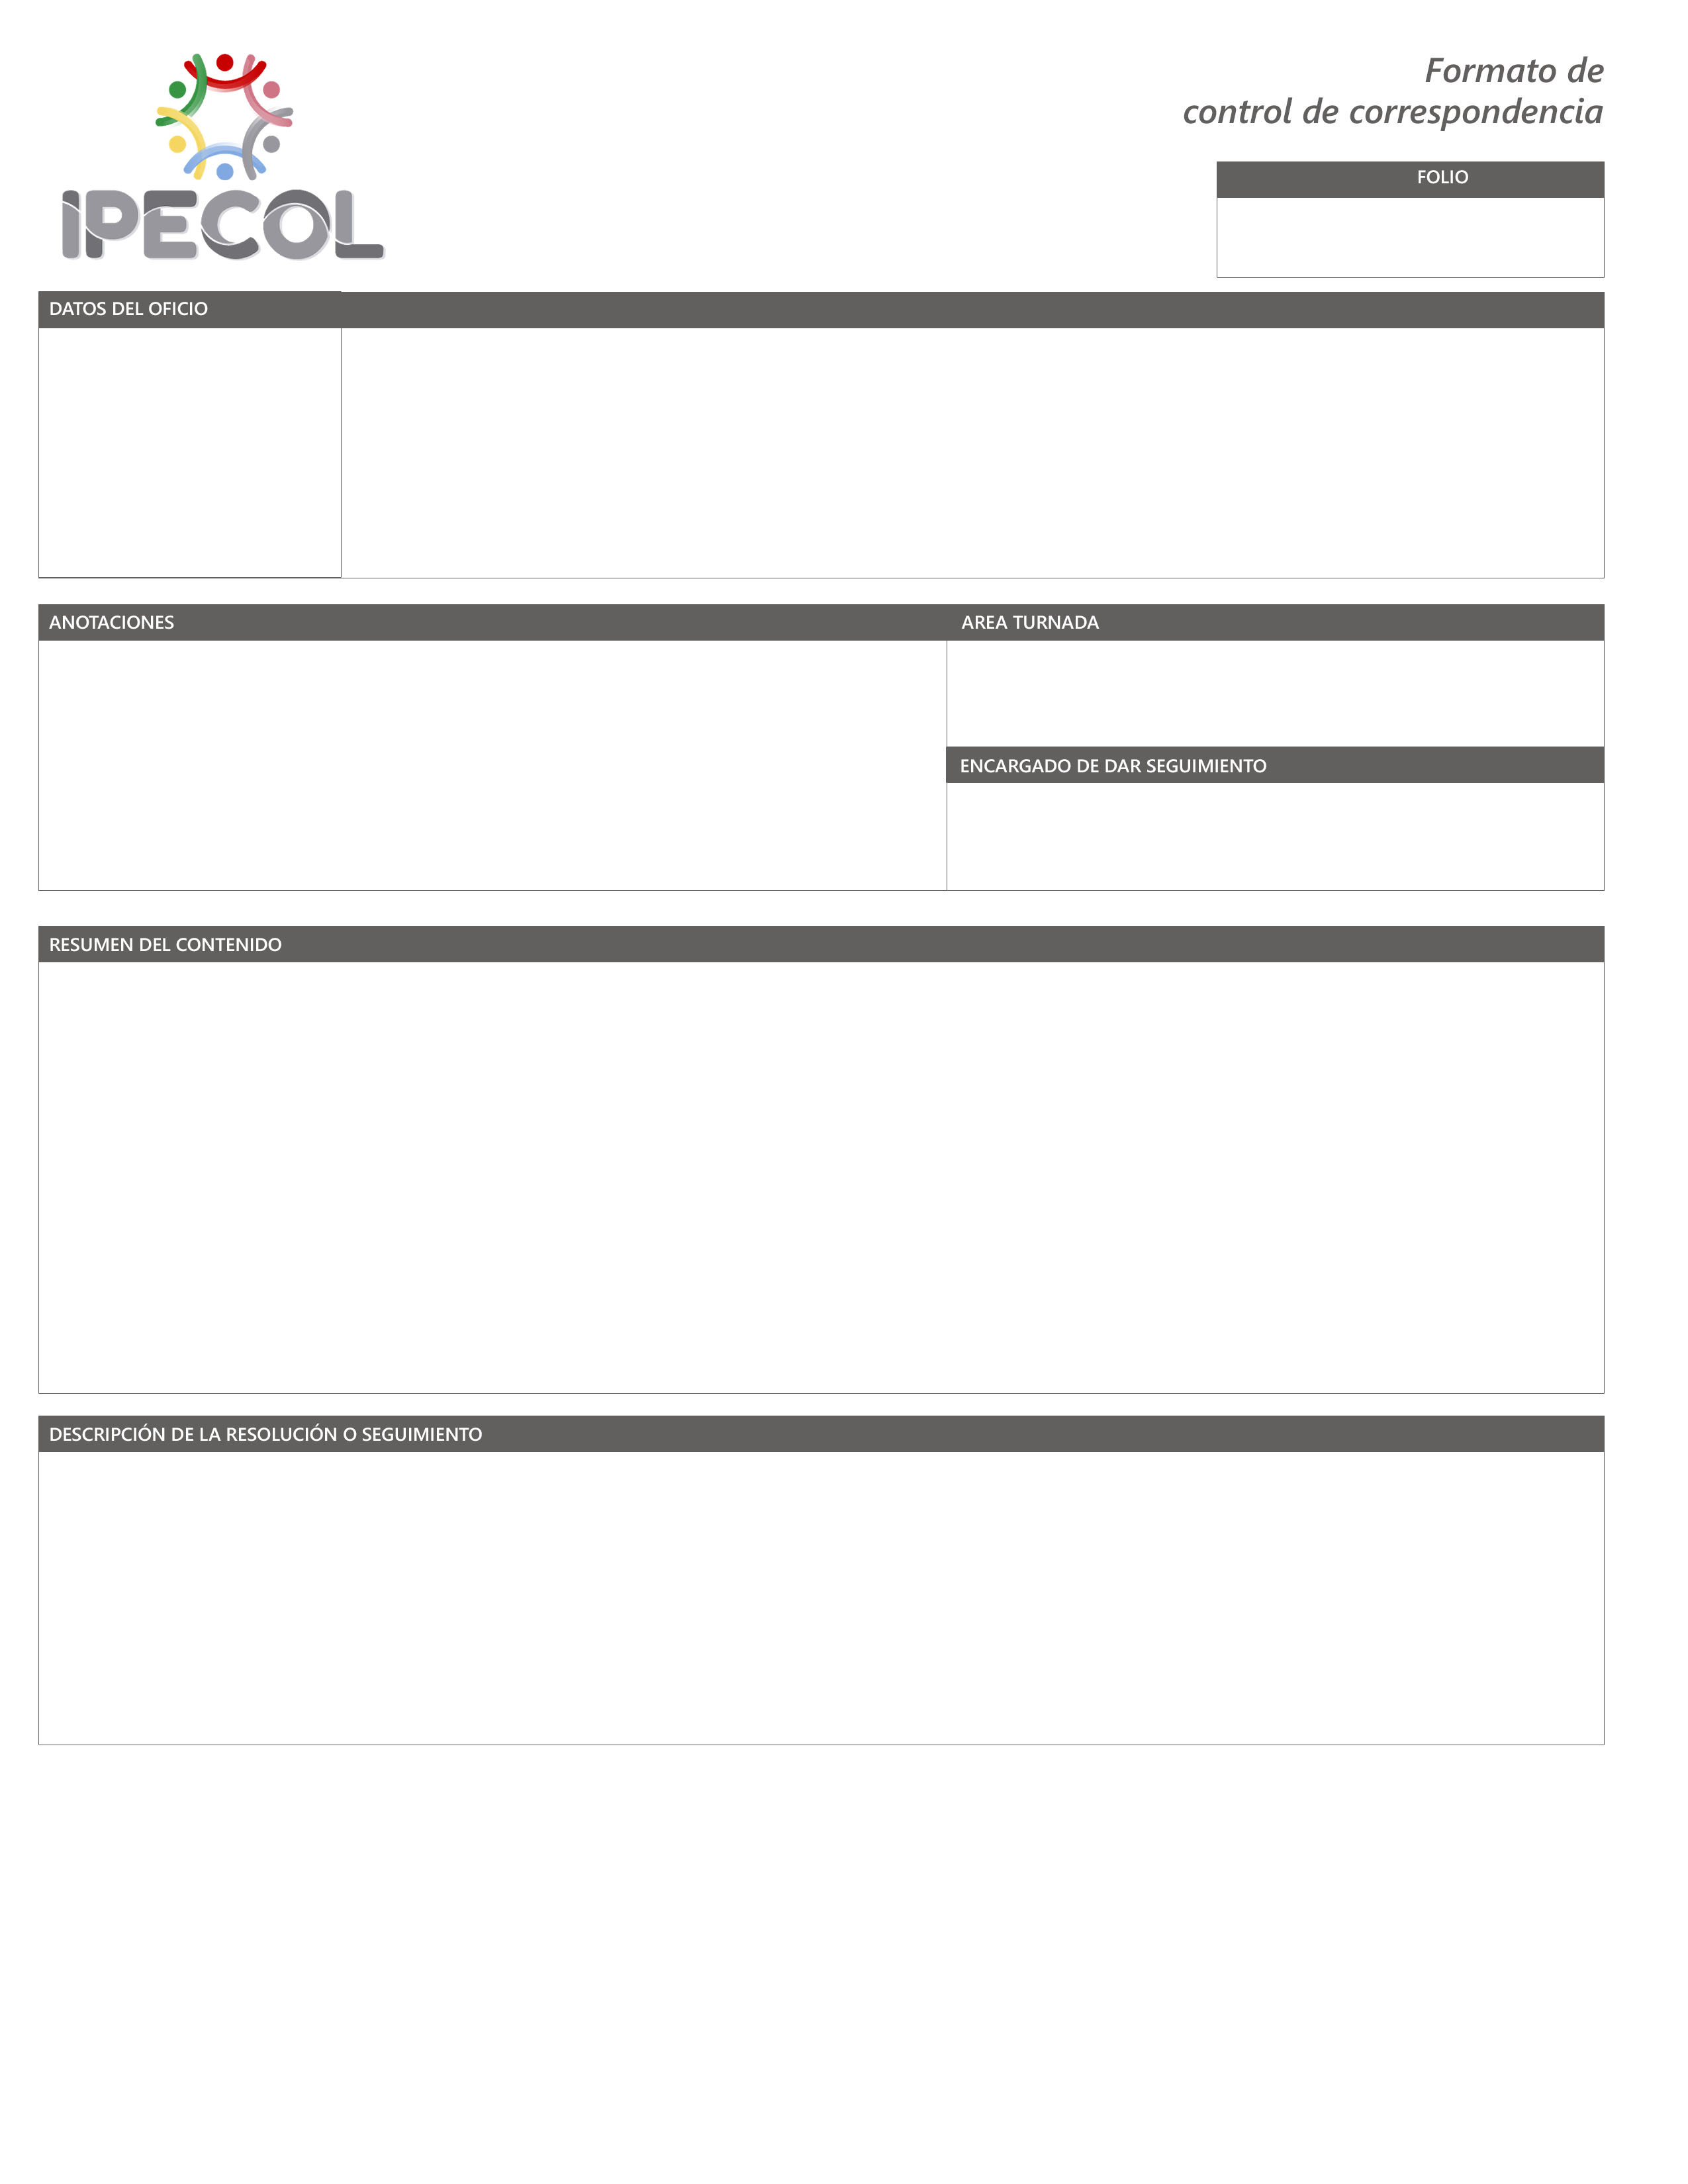 Formato de
control de correspondencia
IPECOL
FOLIO
DATOS DEL OFICIO
ANOTACIONES
AREA TURNADA
ENCARGADO DE DAR SEGUIMIENTO
RESUMEN DEL CONTENIDO
DESCRIPCIÓN DE LA RESOLUCIÓN O SEGUIMIENTO